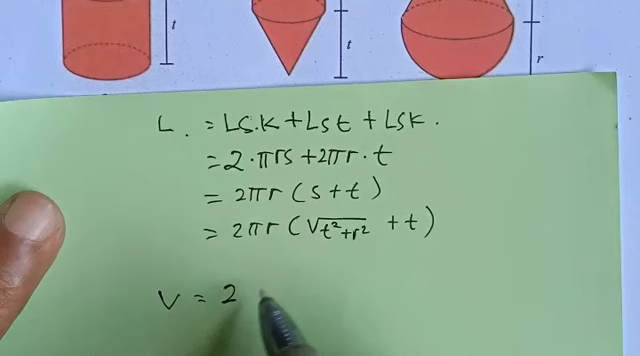 t t r
L. = Ls.k + Lst + Lsk.
= 2·πrs + 2πr·t
= 2πr (s + t)
= 2πr (√t²+r² + t)
V = 2